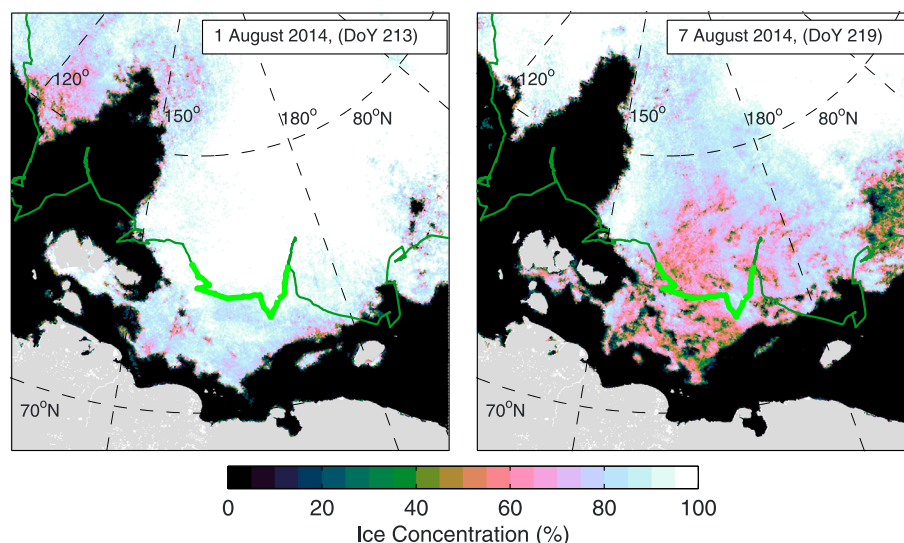 1 August 2014, (DoY 213)
120°
150°
180°
80°N
70°N
7 August 2014, (DoY 219)
120°
150°
180°
80°N
70°N
0 20 40 60 80 100
Ice Concentration (%)